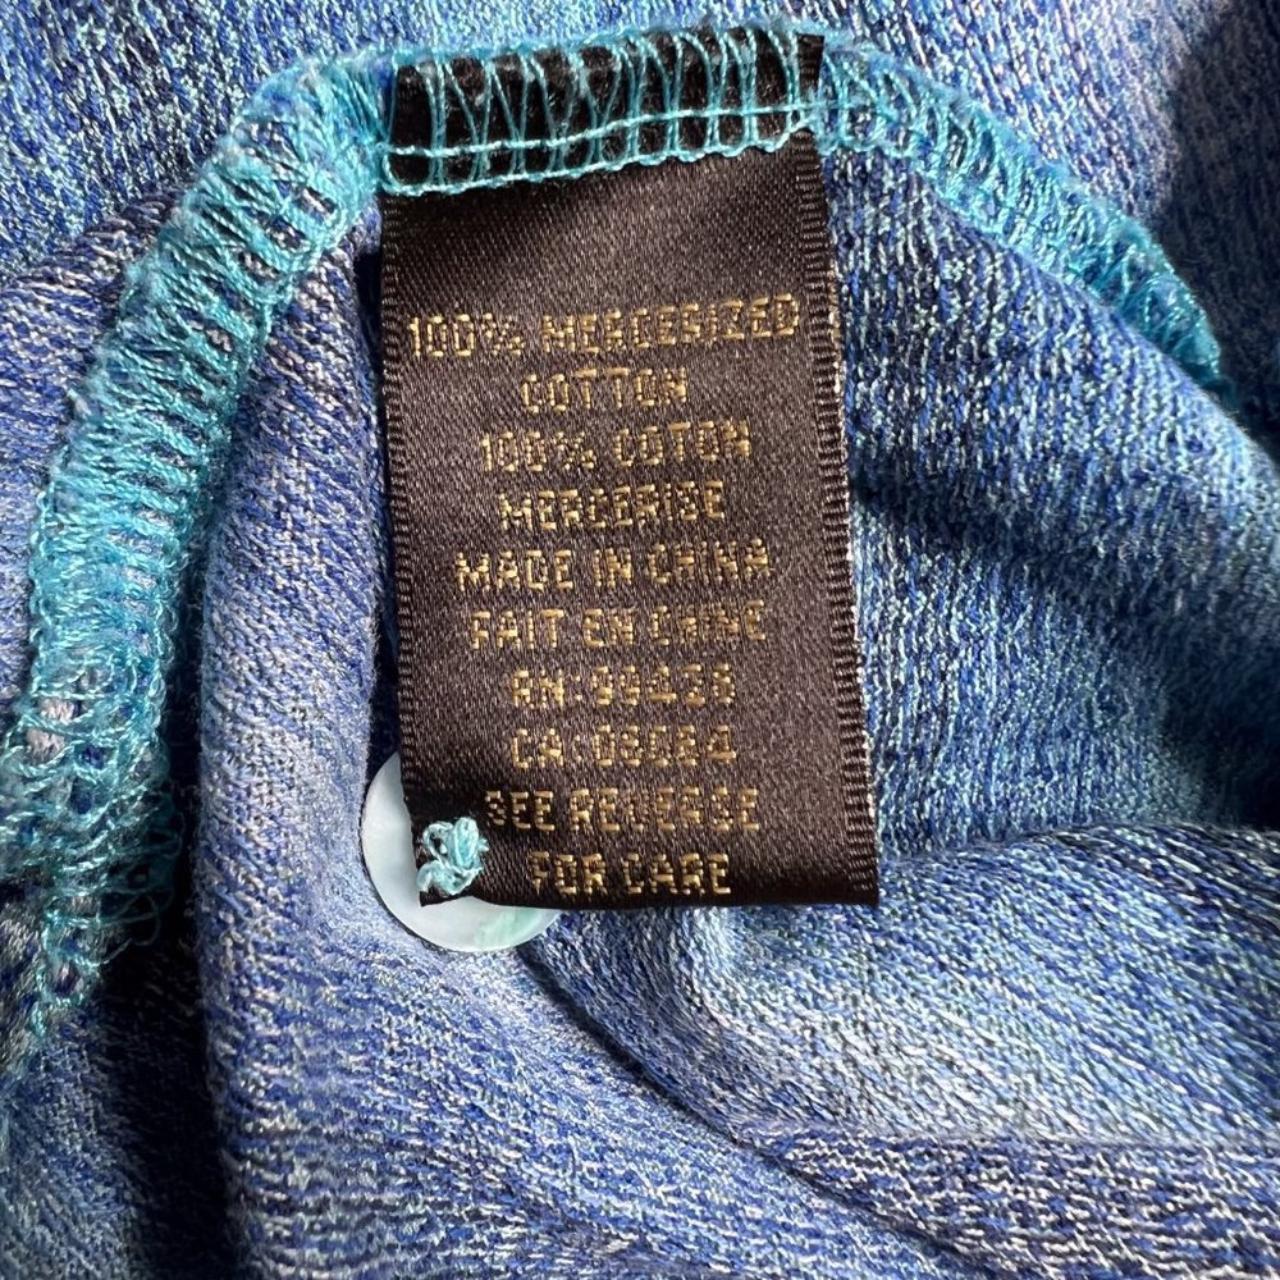 100% MERCERIZED
COTTON
100% COTON
MERCERISE
MADE IN CHINA
FAIT EN CHINE
RN:99426
CA:08084
SEE REVERSE
FOR CARE